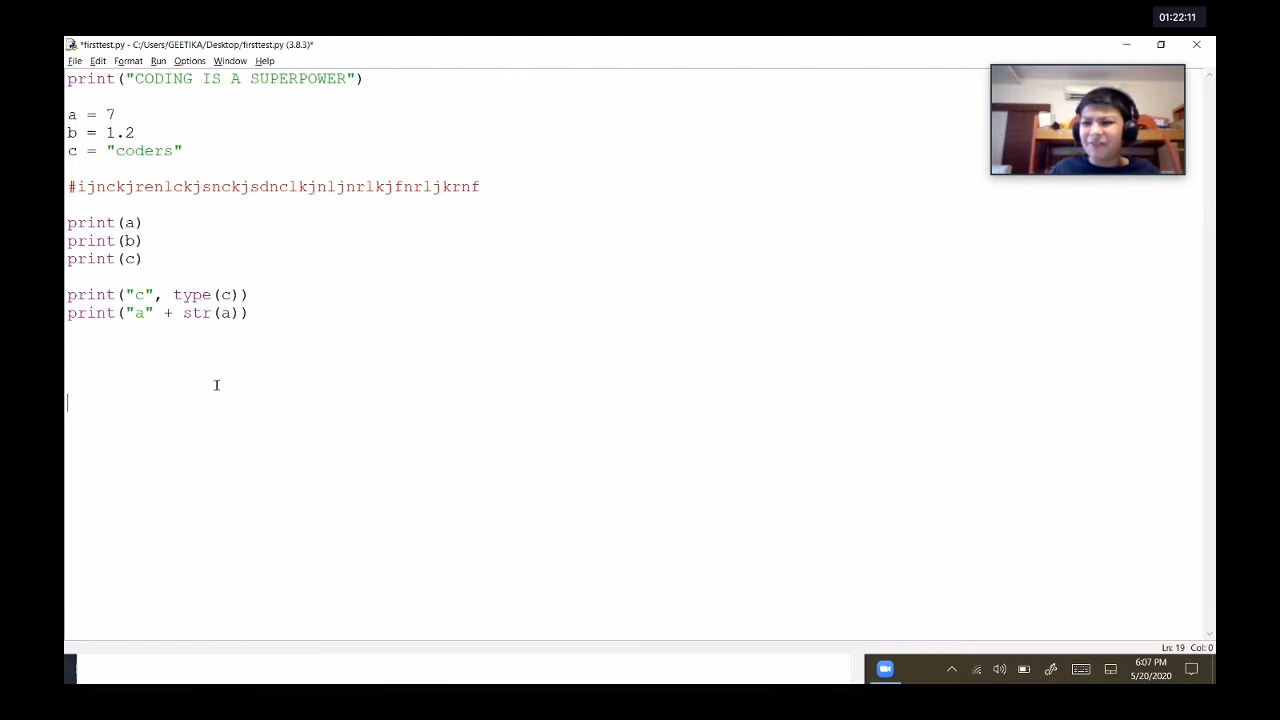 01:22:11
*firsttest.py - C:/Users/GEETIKA/Desktop/firsttest.py (3.8.3)*
File Edit Format Run Options Window Help
print("CODING IS A SUPERPOWER")
a = 7
b = 1.2
c = "coders"
#ijnckjrenlckjsnckjsdnclkjnljnrlkjfnrljkrnf
print(a)
print(b)
print(c)
print("c", type(c))
print("a" + str(a))
Ln: 19 Col: 0
6:07 PM
5/20/2020